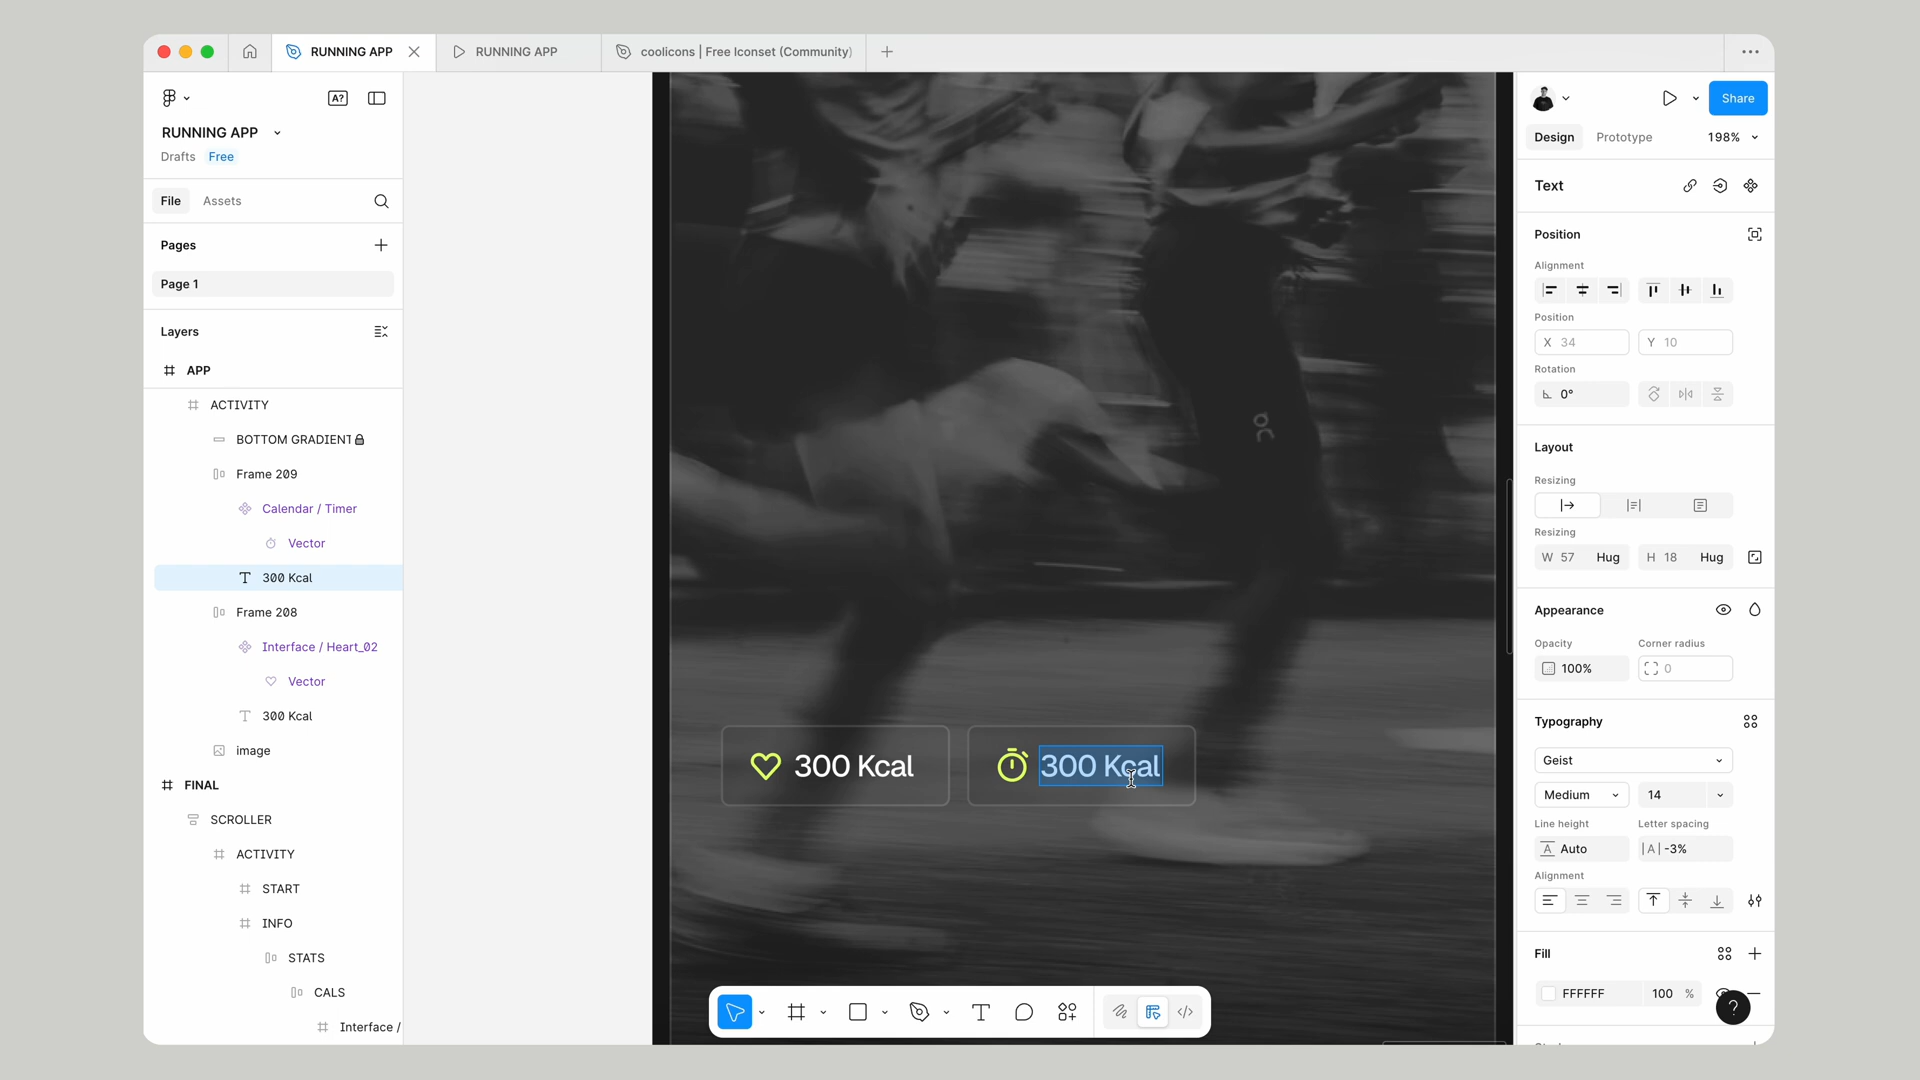 RUNNING APP
RUNNING APP
coolicons | Free Iconset (Community)
A?
RUNNING APP
Drafts Free
File Assets
Pages
Page 1
Layers
APP
ACTIVITY
BOTTOM GRADIENT
Frame 209
Calendar / Timer
Vector
300 Kcal
Frame 208
Interface / Heart_02
Vector
300 Kcal
image
FINAL
SCROLLER
ACTIVITY
START
INFO
STATS
CALS
Interface /
300 Kcal
300 Kcal
Share
Design Prototype 198%
Text
Position
Alignment
Position
X 34 Y 10
Rotation
0°
Layout
Resizing
Resizing
W 57 Hug H 18 Hug
Appearance
Opacity Corner radius
100% 0
Typography
Geist
Medium 14
Line height Letter spacing
A Auto |A| -3%
Alignment
Fill
FFFFFF 100 %
?